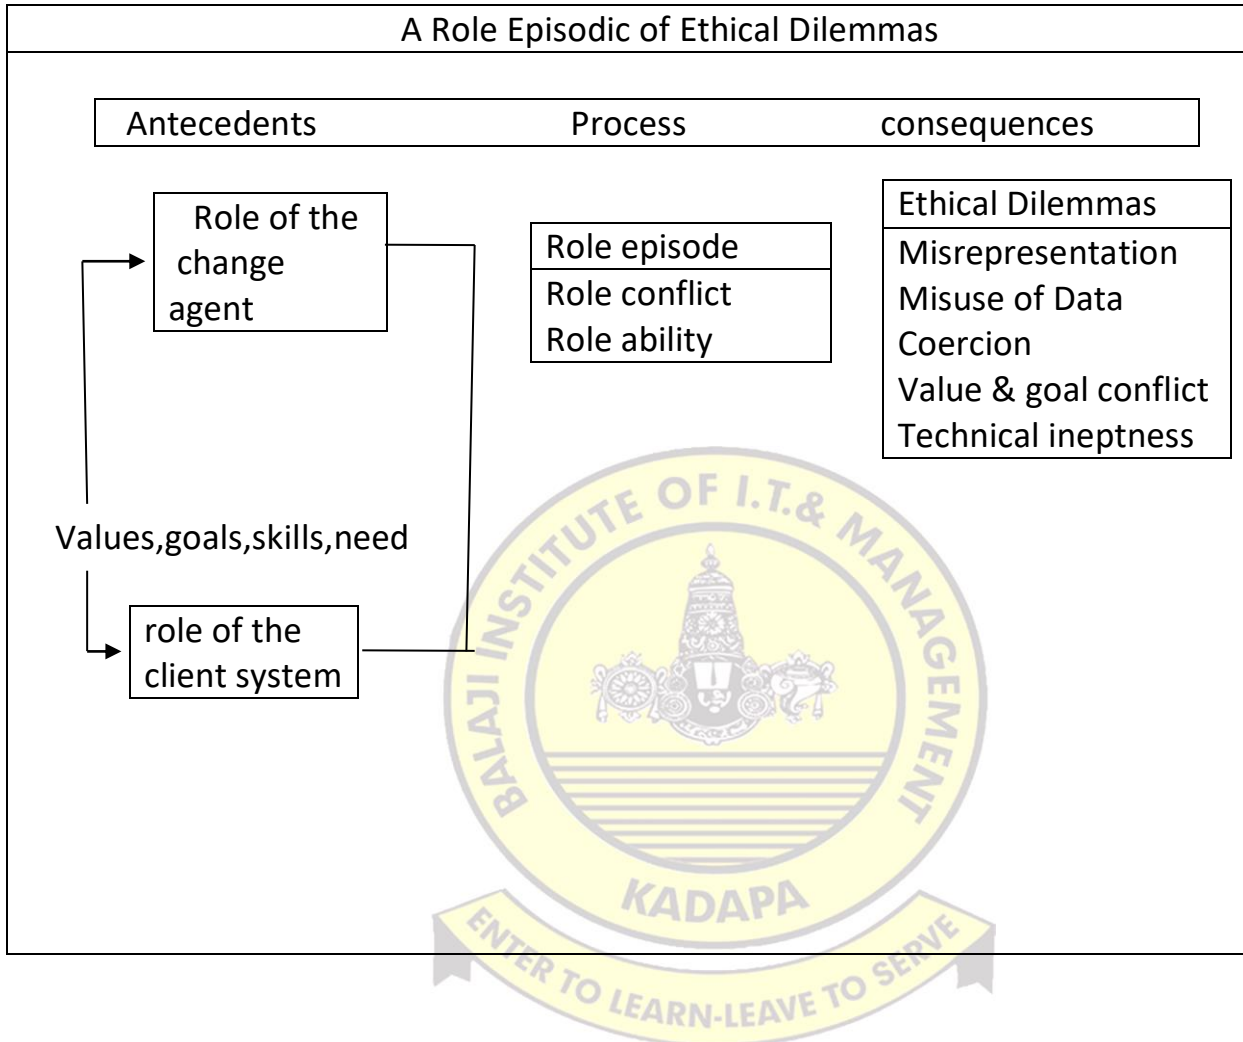 A Role Episodic of Ethical Dilemmas
Antecedents Process consequences
Role of the
change
agent
Values,goals,skills,need
role of the
client system
Role episode
Role conflict
Role ability
Ethical Dilemmas
Misrepresentation
Misuse of Data
Coercion
Value & goal conflict
Technical ineptness
BALAJI INSTITUTE OF I.T.& MANAGEMENT
KADAPA
ENTER TO LEARN-LEAVE TO SERVE